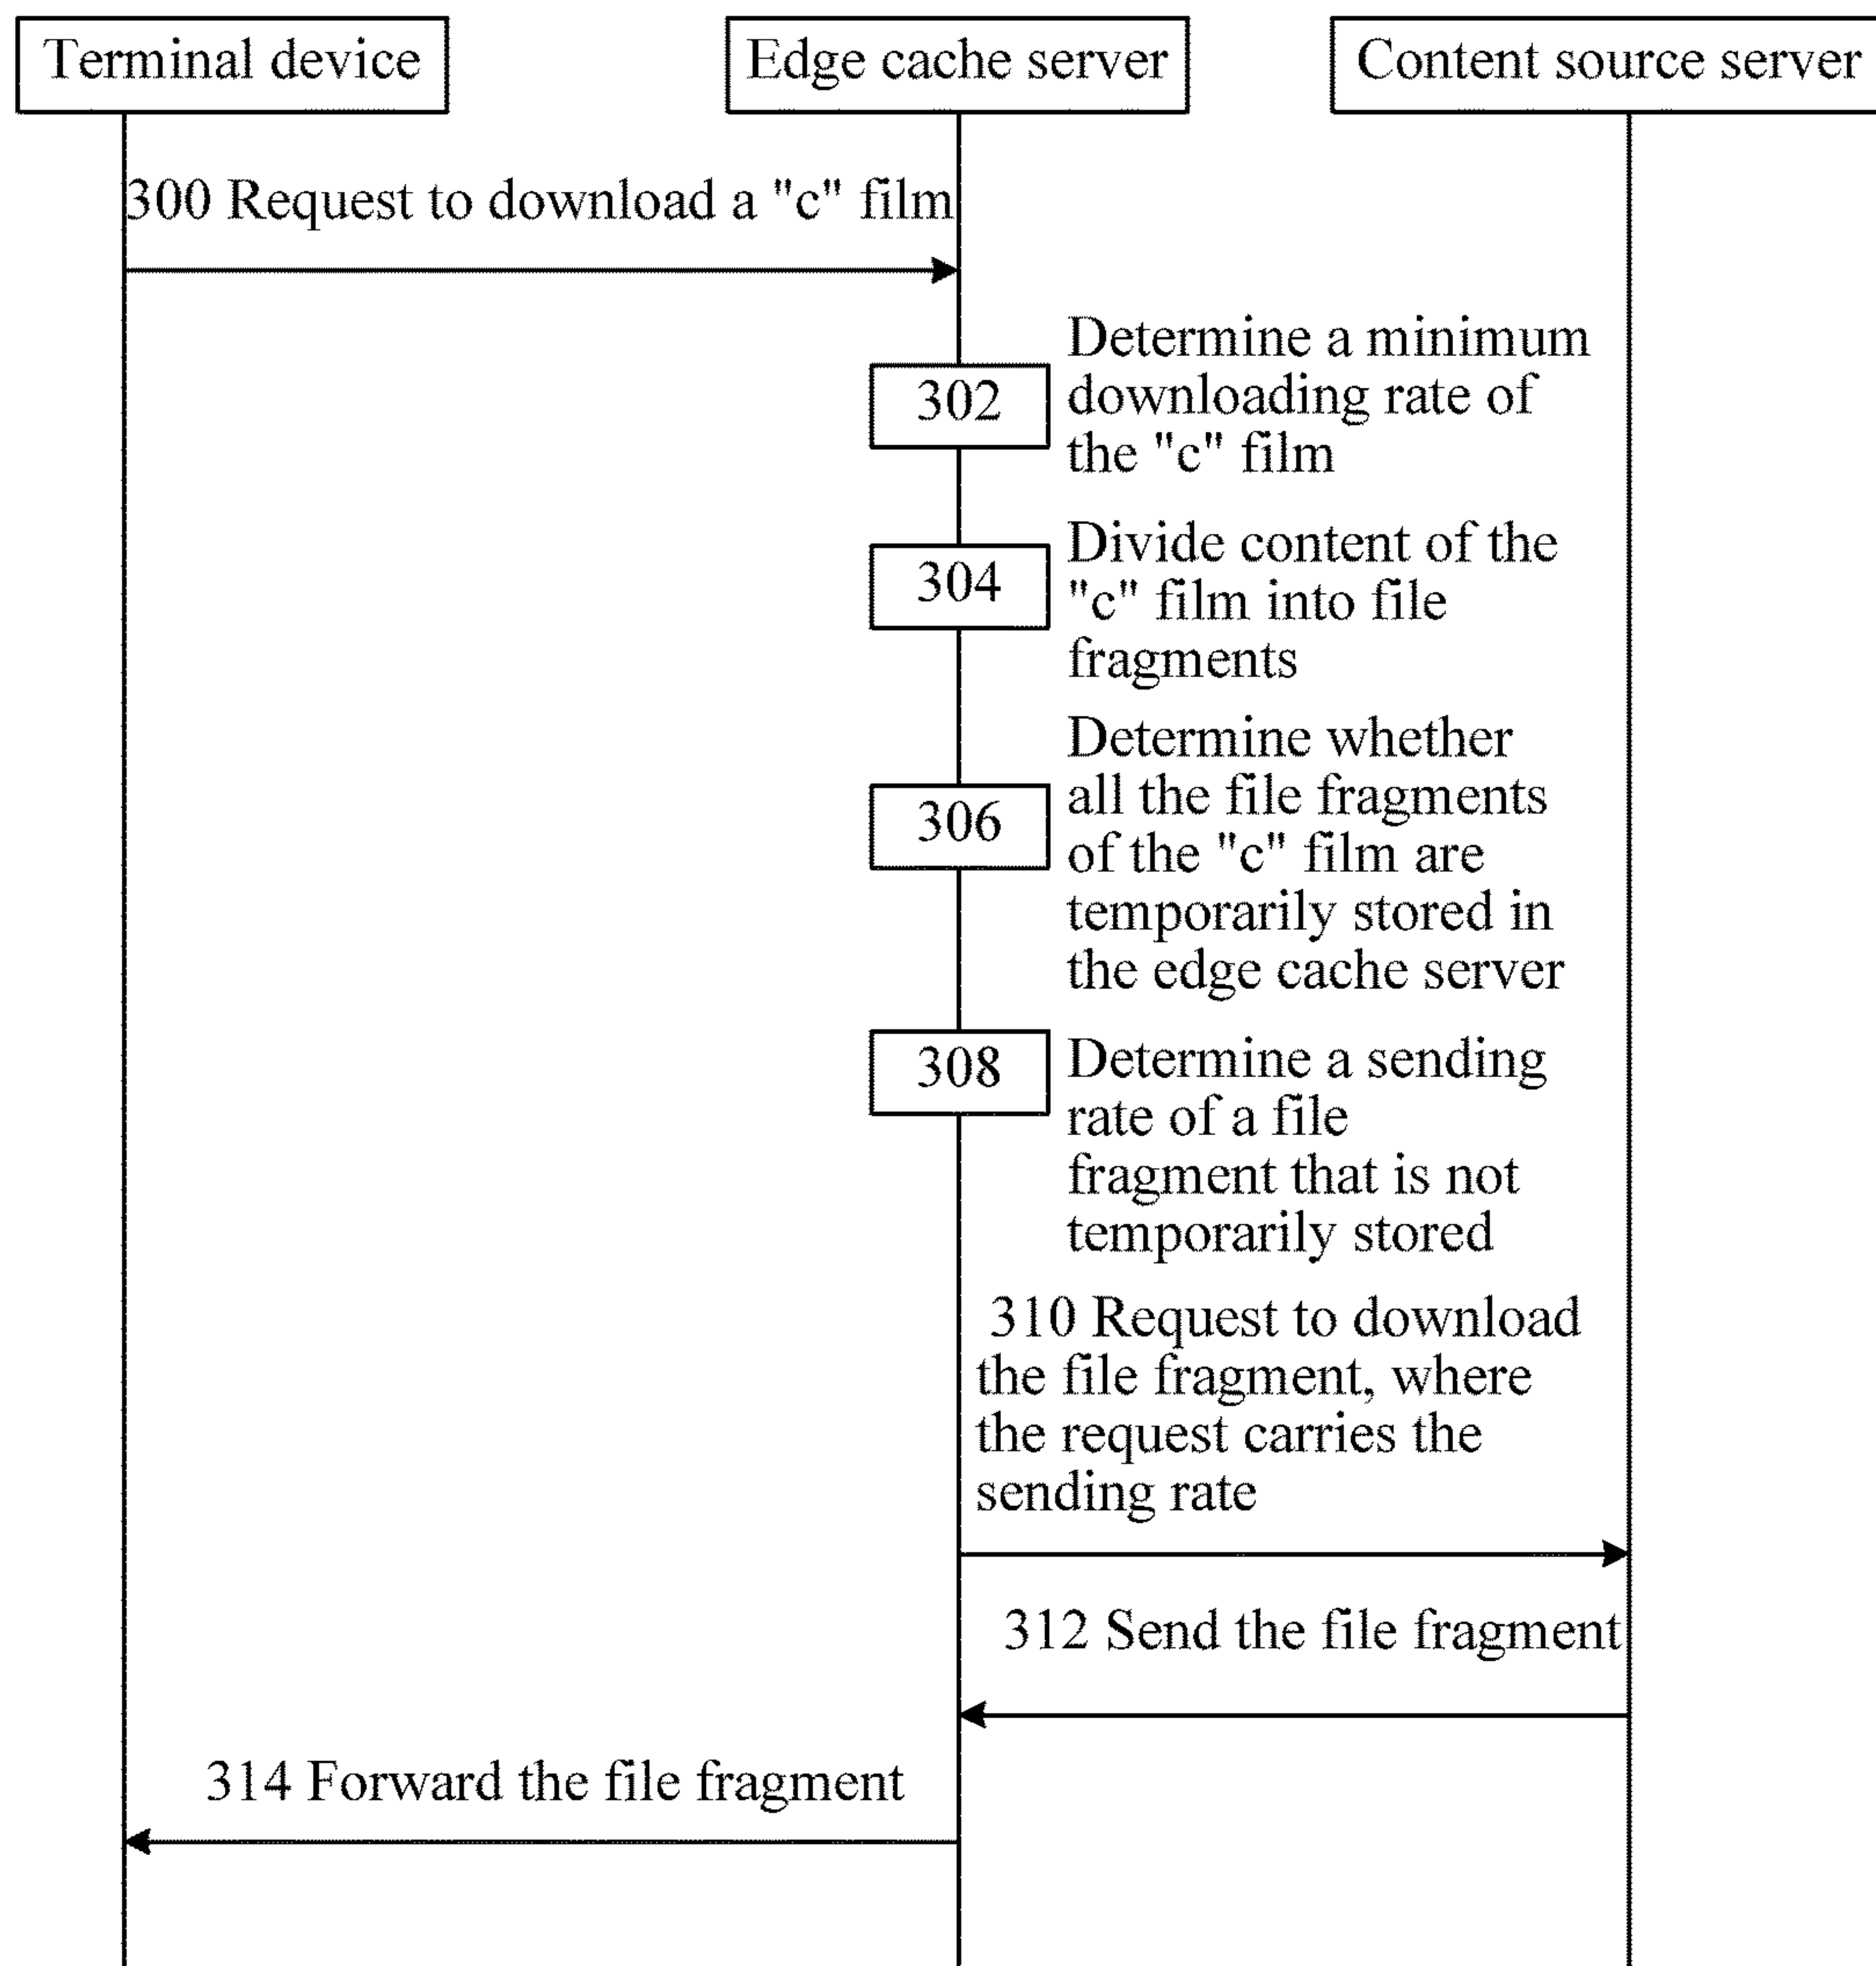 Terminal device
Edge cache server
Content source server
300 Request to download a "c" film
302
Determine a minimum
downloading rate of
the "c" film
304
Divide content of the
"c" film into file
fragments
306
Determine whether
all the file fragments
of the "c" film are
temporarily stored in
the edge cache server
308
Determine a sending
rate of a file
fragment that is not
temporarily stored
310 Request to download
the file fragment, where
the request carries the
sending rate
312 Send the file fragment
314 Forward the file fragment